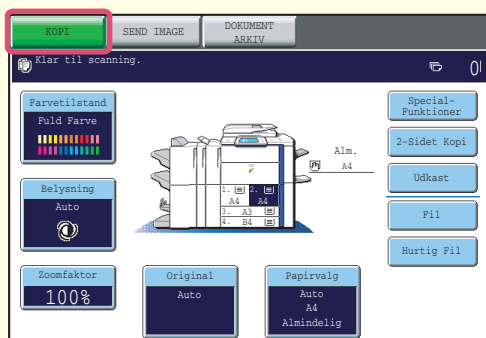 KOPI
SEND IMAGE
DOKUMENT
ARKIV
Klar til scanning.
0
Farvetilstand
Fuld Farve
Special-
Funktioner
2-Sidet Kopi
Alm.
A4
Udkast
Belysning
Auto
1.
2.
A4
A4
3. A3
4. B4
Fil
Hurtig Fil
Zoomfaktor
100%
Original
Auto
Papirvalg
Auto
A4
Almindelig